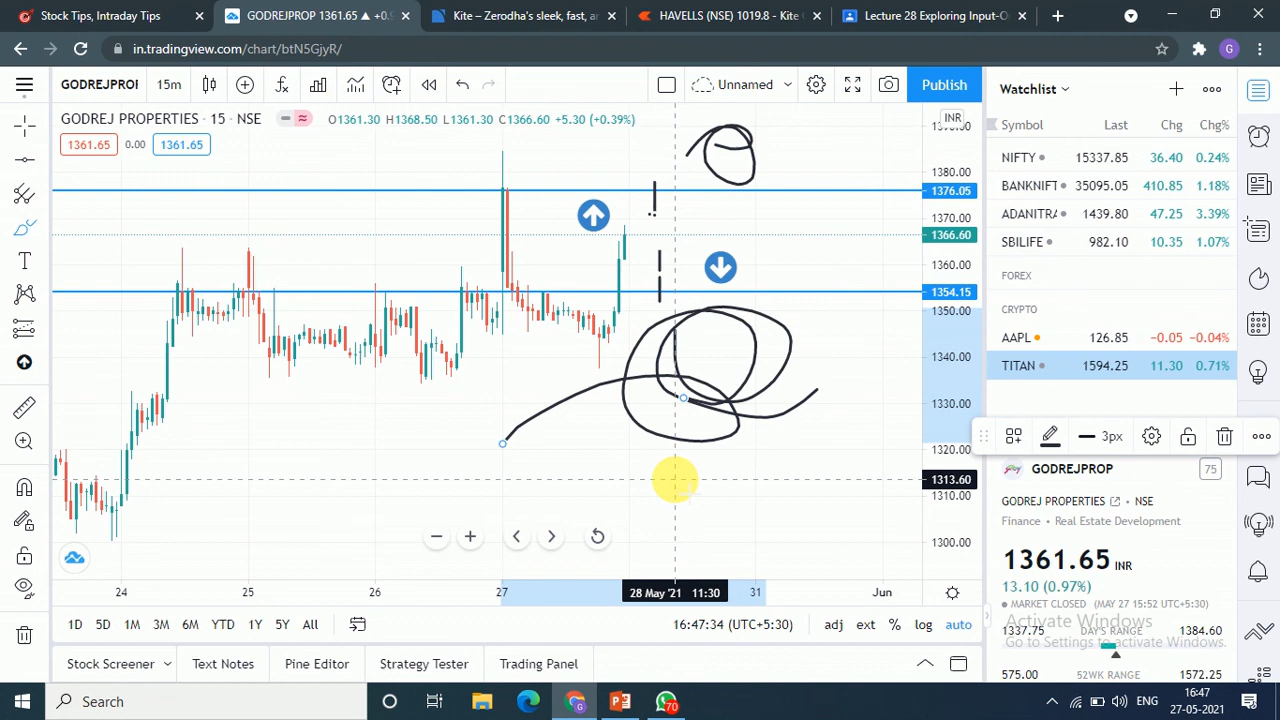 Stock Tips, Intraday Tips
GODREJPROP 1361.65 ▲ +0.9
Kite – Zerodha's sleek, fast, an
HAVELLS (NSE) 1019.8 - Kite
Lecture 28 Exploring Input-O
G
in.tradingview.com/chart/btN5GjyR/
GODREJPROP 15m
Unnamed
Publish
Watchlist
GODREJ PROPERTIES · 15 · NSE
O1361.30 H1368.50 L1361.30 C1366.60 +5.30 (+0.39%)
INR
1361.65 0.00 1361.65
Symbol Last Chg Chg%
NIFTY 15337.85 36.40 0.24%
BANKNIFT 35095.05 410.85 1.18%
ADANITRA 1439.80 47.25 3.39%
SBILIFE 982.10 10.35 1.07%
FOREX
CRYPTO
AAPL 126.85 -0.05 -0.04%
TITAN 1594.25 11.30 0.71%
1380.00
1376.05
1370.00
1366.60
1360.00
1354.15
1350.00
1340.00
1330.00
1320.00
1313.60
1310.00
1300.00
3px
GODREJPROP 75
GODREJ PROPERTIES NSE
Finance • Real Estate Development
1361.65 INR
13.10 (0.97%)
MARKET CLOSED (MAY 27 15:52 UTC+5:30)
1337.75 DAY'S RANGE 1384.60
575.00 52WK RANGE 1572.25
Activate Windows
Go to Settings to activate Windows.
24 25 26 27 28 May '21 11:30 31 Jun
1D 5D 1M 3M 6M YTD 1Y 5Y All
16:47:34 (UTC+5:30) adj ext % log auto
Stock Screener Text Notes Pine Editor Strategy Tester Trading Panel
Search
70
ENG
16:47
27-05-2021